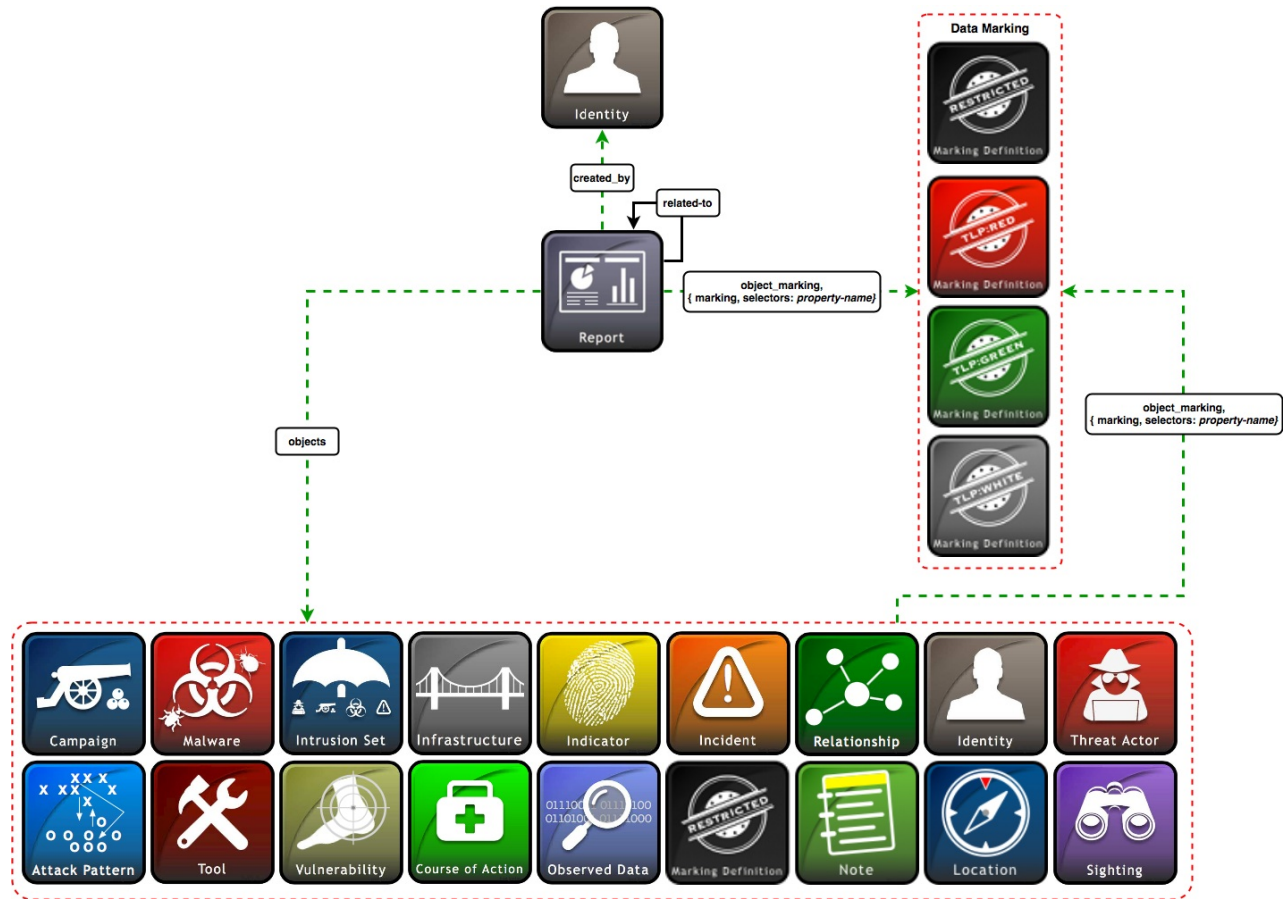 Data Marking
RESTRICTED
Marking Definition
Identity
created_by
related-to
TLP:RED
Marking Definition
object_marking,
{ marking, selectors: property-name}
Report
TLP:GREEN
Marking Definition
object_marking,
{ marking, selectors: property-name}
objects
TLP:WHITE
Marking Definition
Campaign
Malware
Intrusion Set
Infrastructure
Indicator
Incident
Relationship
Identity
Threat Actor
X XX X
X XX
X
Attack Pattern
Tool
Vulnerability
Course of Action
Observed Data
RESTRICTED
Marking Definition
Note
Location
Sighting